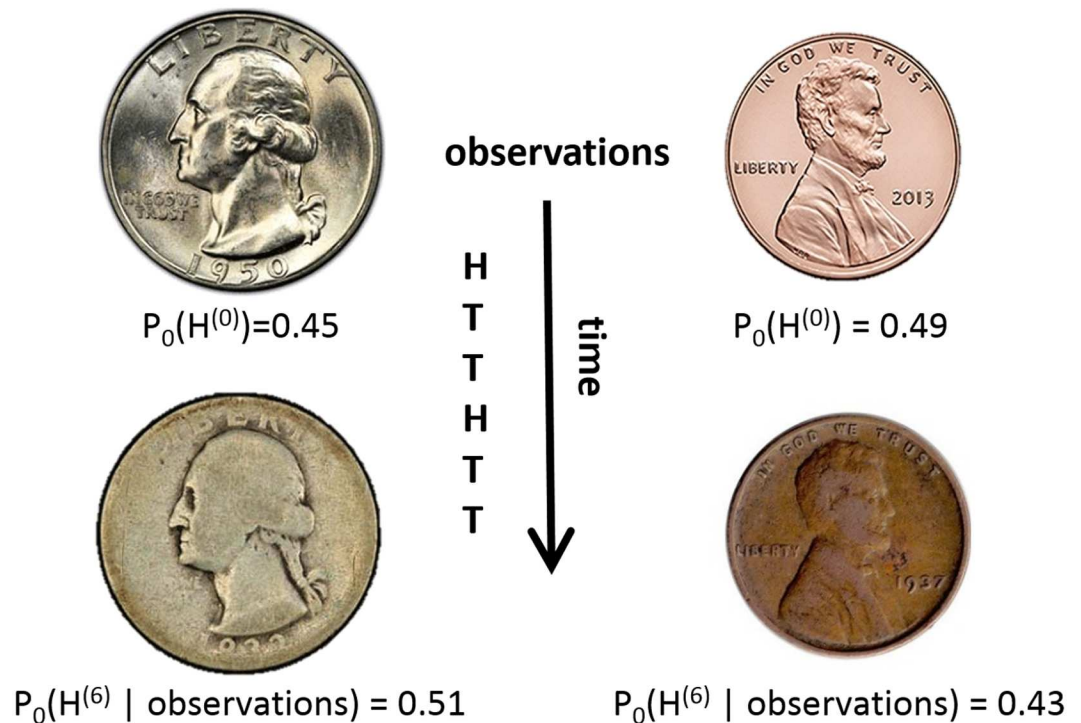 LIBERTY
IN GOD WE
TRUST
1950
P₀(H⁽⁰⁾)=0.45
observations
H
T
T
H
T
T
time
IN GOD WE TRUST
LIBERTY
2013
P₀(H⁽⁰⁾) = 0.49
LIBERTY
P₀(H⁽⁶⁾ | observations) = 0.51
IN GOD WE TRUST
LIBERTY
1937
P₀(H⁽⁶⁾ | observations) = 0.43